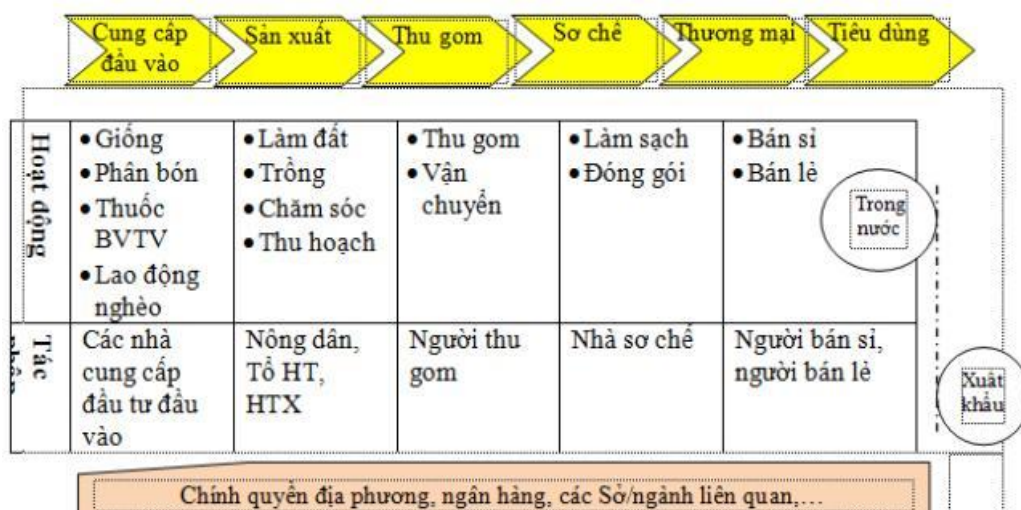 Cung cấp
đầu vào
Sản xuất
Thu gom
Sơ chế
Thương mại
Tiêu dùng
Hoạt động
•Giống
•Phân bón
•Thuốc
BVTV
•Lao động
nghèo
•Làm đất
•Trồng
•Chăm sóc
•Thu hoạch
•Thu gom
•Vận
chuyển
•Làm sạch
•Đóng gói
•Bán sỉ
•Bán lẻ
Trong
nước
Tác
Các nhà
cung cấp
đầu tư đầu
vào
Nông dân,
Tổ HT,
HTX
Người thu
gom
Nhà sơ chế
Người bán sỉ,
người bán lẻ
Xuất
khẩu
Chính quyền địa phương, ngân hàng, các Sở/ngành liên quan,…